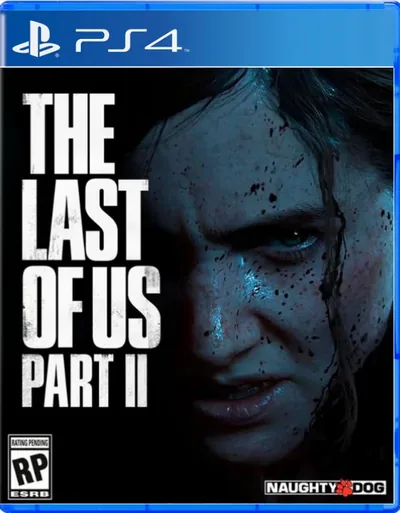 PS4
THE
LAST
OF US
PART II
RATING PENDING
RP
ESRB
NAUGHTY DOG